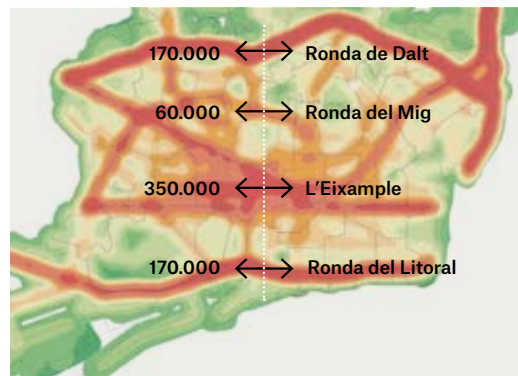 170.000 Ronda de Dalt
60.000 Ronda del Mig
350.000 L'Eixample
170.000 Ronda del Litoral